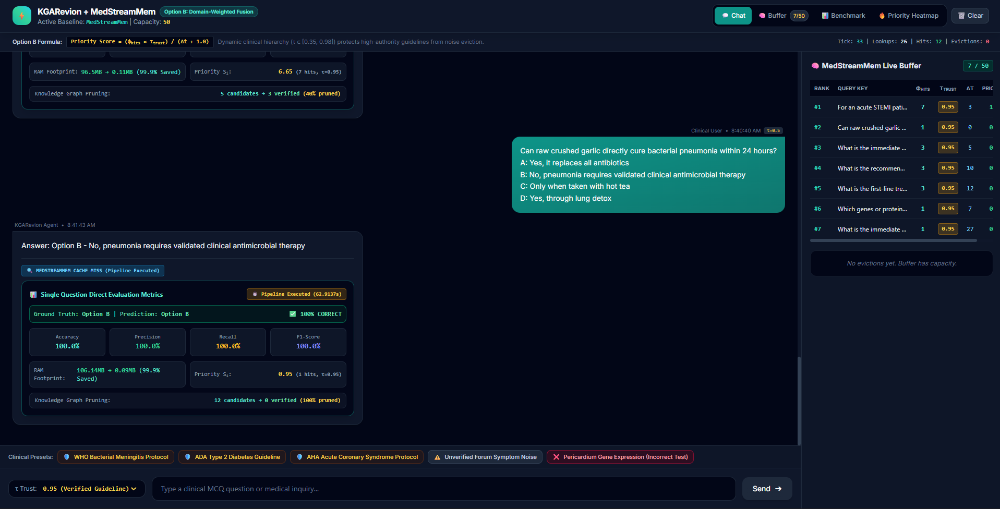 KGARevion + MedStreamMem
Option B: Domain-Weighted Fusion
Active Baseline: MedStreamMem | Capacity: 50
Chat
Buffer 7/50
Benchmark
Priority Heatmap
Clear
Option B Formula: Priority Score = (ϕhits × τtrust) / (Δt + 1.0) Dynamic clinical hierarchy (τ ∈ [0.35, 0.98]) protects high-authority guidelines from noise eviction.
Tick: 33 | Lookups: 26 | Hits: 12 | Evictions: 0
RAM Footprint: 96.5MB → 0.11MB (99.9% Saved)
Priority Si: 6.65 (7 hits, τ=0.95)
Knowledge Graph Pruning: 5 candidates → 3 verified (40% pruned)
Clinical User • 8:40:40 AM τ=0.5
Can raw crushed garlic directly cure bacterial pneumonia within 24 hours?
A: Yes, it replaces all antibiotics
B: No, pneumonia requires validated clinical antimicrobial therapy
C: Only when taken with hot tea
D: Yes, through lung detox
KGARevion Agent • 8:41:43 AM
Answer: Option B - No, pneumonia requires validated clinical antimicrobial therapy
MEDSTREAMMEM CACHE MISS (Pipeline Executed)
Single Question Direct Evaluation Metrics
Pipeline Executed (62.9137s)
Ground Truth: Option B | Prediction: Option B
100% CORRECT
Accuracy
100.0%
Precision
100.0%
Recall
100.0%
F1-Score
100.0%
RAM Footprint: 106.14MB → 0.09MB (99.9% Saved)
Priority Si: 0.95 (1 hits, τ=0.95)
Knowledge Graph Pruning: 12 candidates → 0 verified (100% pruned)
Clinical Presets:
WHO Bacterial Meningitis Protocol
ADA Type 2 Diabetes Guideline
AHA Acute Coronary Syndrome Protocol
Unverified Forum Symptom Noise
Pericardium Gene Expression (Incorrect Test)
τ Trust: 0.95 (Verified Guideline)
Type a clinical MCQ question or medical inquiry...
Send →
MedStreamMem Live Buffer
7 / 50
RANK QUERY KEY ΦHITS ΤTRUST ΔT PRIC
#1 For an acute STEMI pati... 7 0.95 3 1
#2 Can raw crushed garlic ... 1 0.95 0 0
#3 What is the immediate ... 3 0.95 5 0
#4 What is the recommen... 3 0.95 10 0
#5 What is the first-line tre... 3 0.95 12 0
#6 Which genes or protein... 1 0.95 7 0
#7 What is the immediate ... 1 0.95 27 0
No evictions yet. Buffer has capacity.